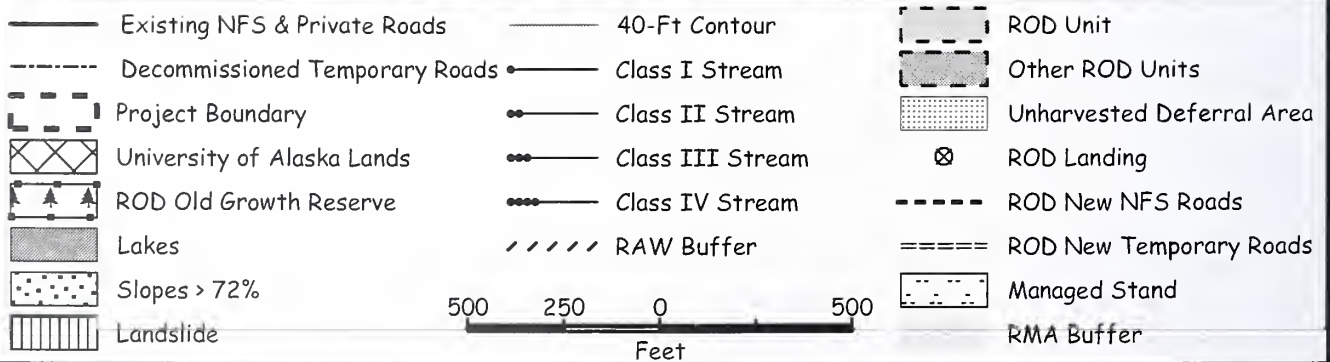 Existing NFS & Private Roads
Decommissioned Temporary Roads
Project Boundary
University of Alaska Lands
ROD Old Growth Reserve
Lakes
Slopes > 72%
Landslide
40-Ft Contour
Class I Stream
Class II Stream
Class III Stream
Class IV Stream
RAW Buffer
500 250 0 500
Feet
ROD Unit
Other ROD Units
Unharvested Deferral Area
ROD Landing
ROD New NFS Roads
ROD New Temporary Roads
Managed Stand
RMA Buffer